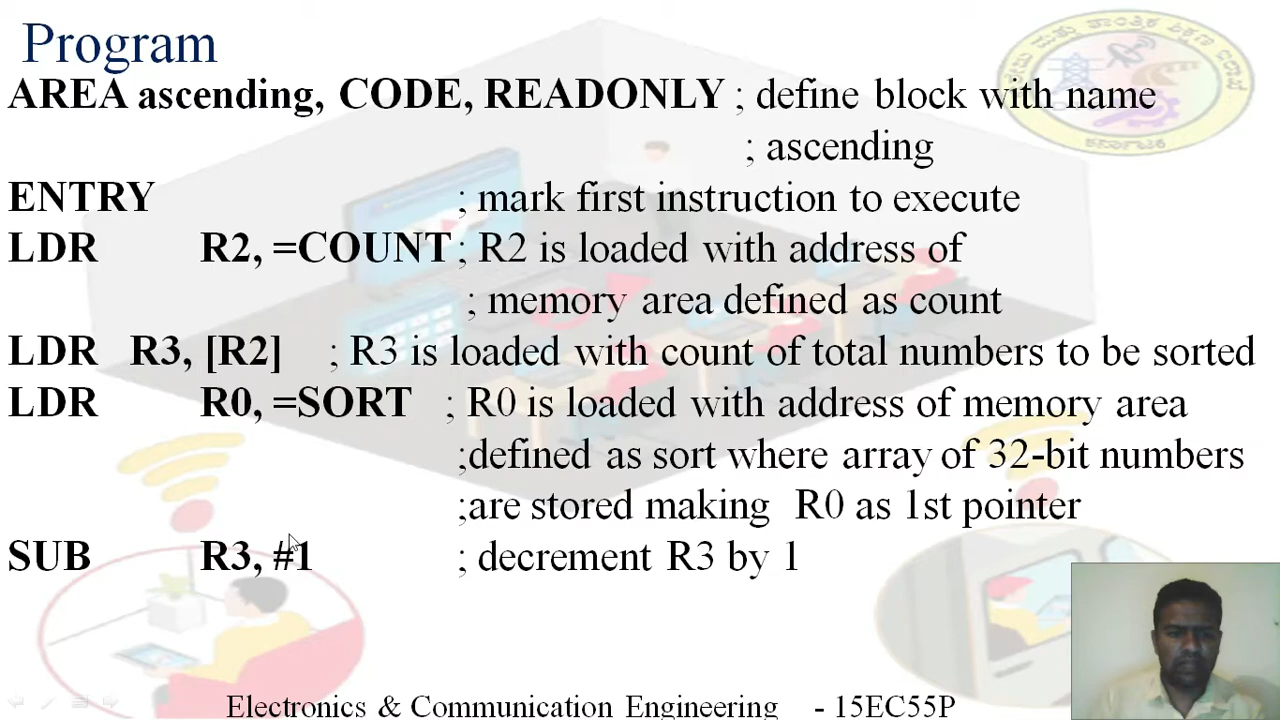 Program
AREA ascending, CODE, READONLY ; define block with name
; ascending
ENTRY ; mark first instruction to execute
LDR R2, =COUNT ; R2 is loaded with address of
; memory area defined as count
LDR R3, [R2] ; R3 is loaded with count of total numbers to be sorted
LDR R0, =SORT ; R0 is loaded with address of memory area
;defined as sort where array of 32-bit numbers
;are stored making R0 as 1st pointer
SUB R3, #1 ; decrement R3 by 1
Electronics & Communication Engineering - 15EC55P